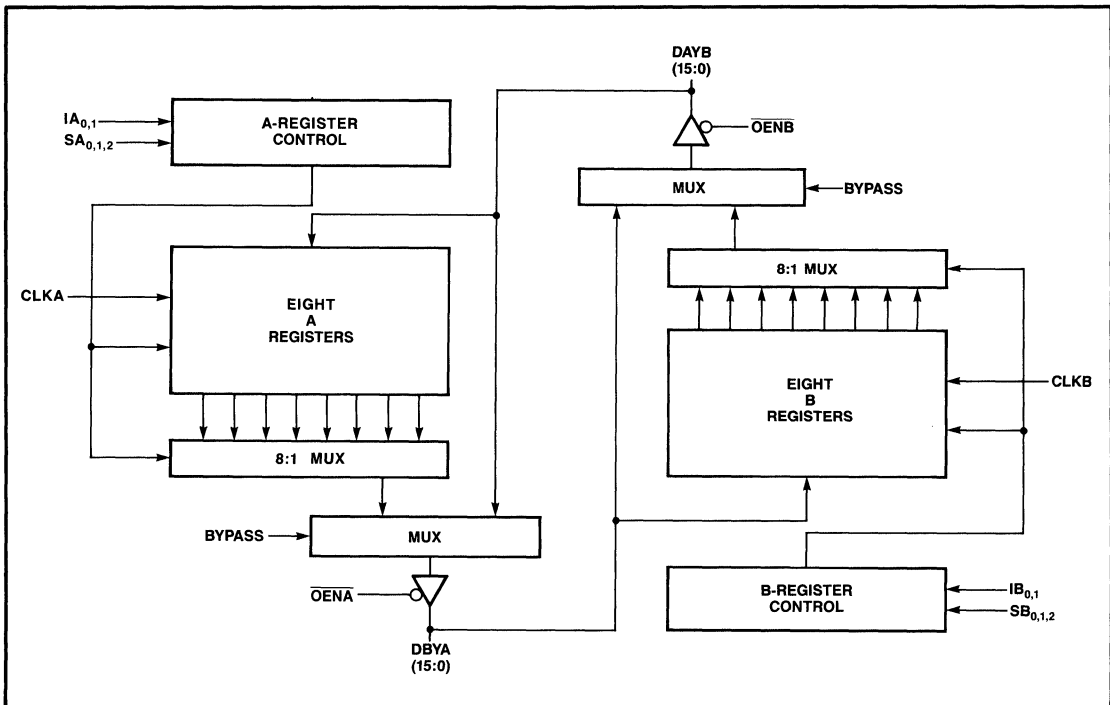 DAYB
(15:0)
IA0,1
SA0,1,2
A-REGISTER
CONTROL
OENB
MUX
BYPASS
8:1 MUX
CLKA
EIGHT
A
REGISTERS
EIGHT
B
REGISTERS
CLKB
8:1 MUX
BYPASS
MUX
OENA
B-REGISTER
CONTROL
IB0,1
SB0,1,2
DBYA
(15:0)